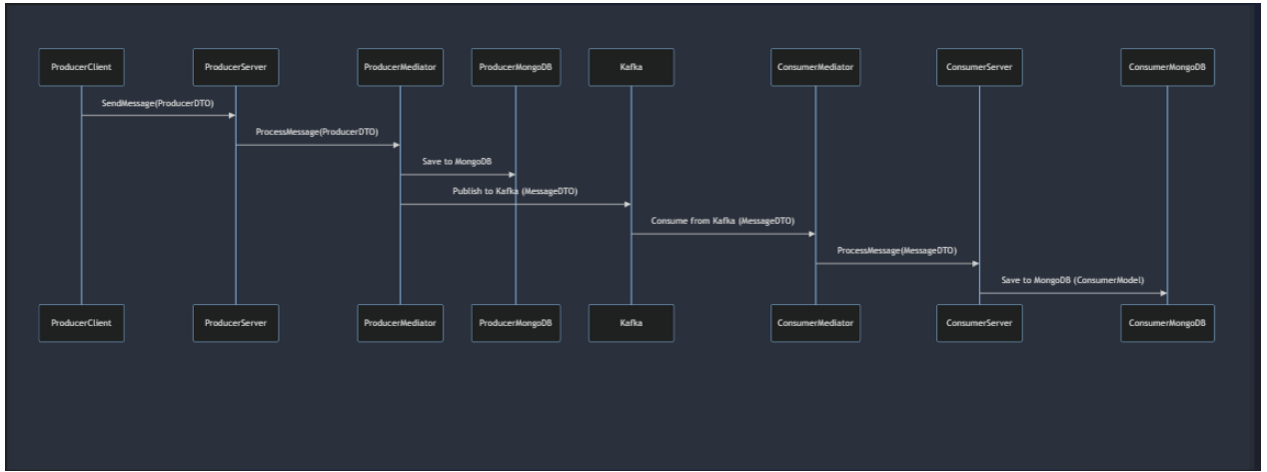 ProducerClient
ProducerServer
ProducerMediator
ProducerMongoDB
Kafka
ConsumerMediator
ConsumerServer
ConsumerMongoDB
SendMessage(ProducerDTO)
ProcessMessage(ProducerDTO)
Save to MongoDB
Publish to Kafka (MessageDTO)
Consume from Kafka (MessageDTO)
ProcessMessage(MessageDTO)
Save to MongoDB (ConsumerModel)
ProducerClient
ProducerServer
ProducerMediator
ProducerMongoDB
Kafka
ConsumerMediator
ConsumerServer
ConsumerMongoDB